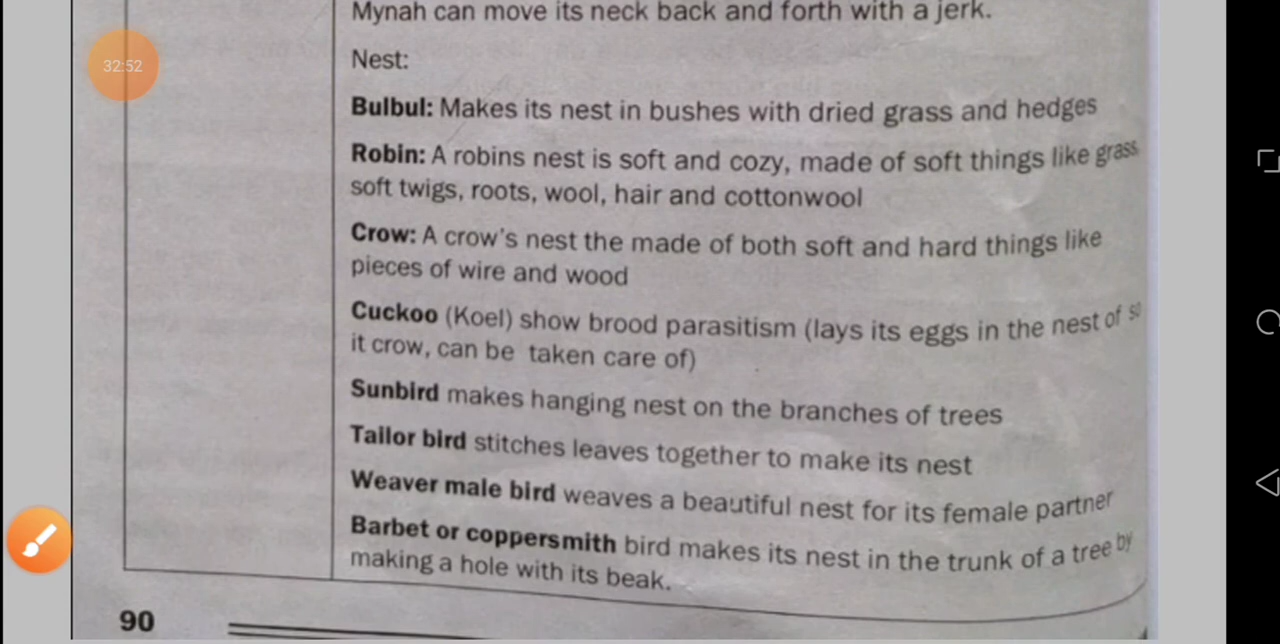 Mynah can move its neck back and forth with a jerk.
32:52
Nest:
Bulbul: Makes its nest in bushes with dried grass and hedges
Robin: A robins nest is soft and cozy, made of soft things like grass
soft twigs, roots, wool, hair and cottonwool
Crow: A crow's nest the made of both soft and hard things like
pieces of wire and wood
Cuckoo (Koel) show brood parasitism (lays its eggs in the nest of
it crow, can be taken care of)
Sunbird makes hanging nest on the branches of trees
Tailor bird stitches leaves together to make its nest
Weaver male bird weaves a beautiful nest for its female partner
Barbet or coppersmith bird makes its nest in the trunk of a tree by
making a hole with its beak.
90